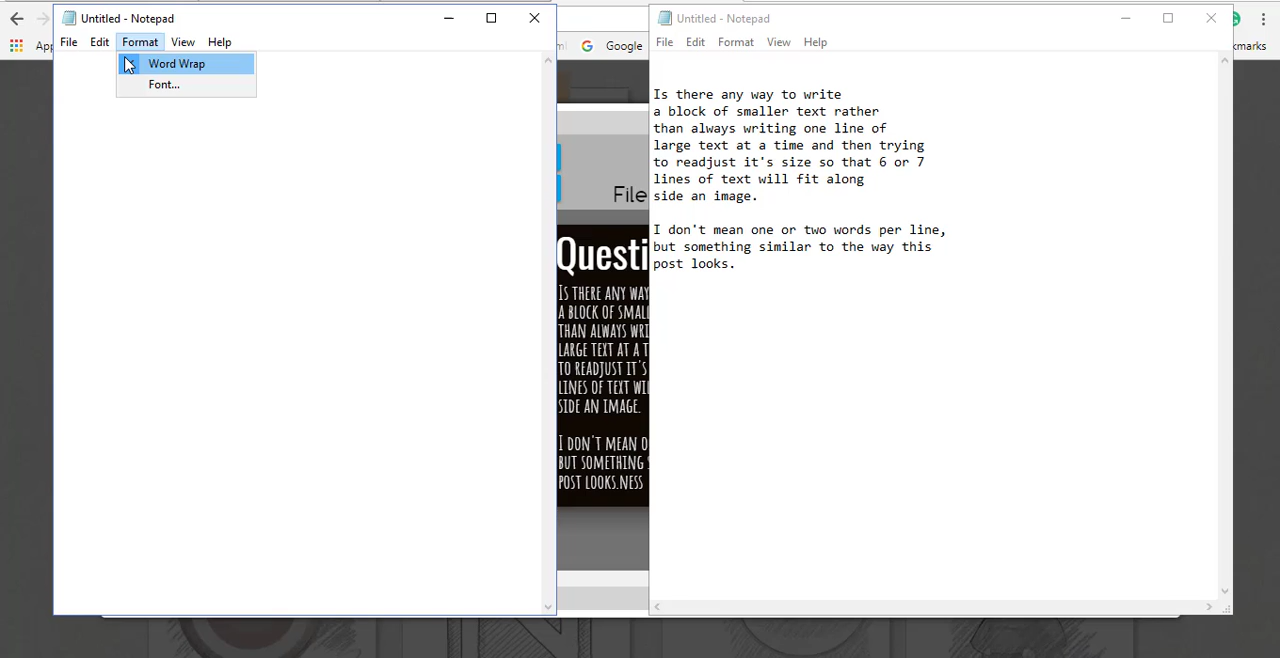 Untitled - Notepad
File Edit Format View Help
Word Wrap
Font...
App
Google
File
Questi
IS THERE ANY WAY
A BLOCK OF SMALL
THAN ALWAYS WRI
LARGE TEXT AT A T
TO READJUST IT'S
LINES OF TEXT WIL
SIDE AN IMAGE.
I DON'T MEAN O
BUT SOMETHING S
POST LOOKS.NESS
Untitled - Notepad
File Edit Format View Help
Is there any way to write
a block of smaller text rather
than always writing one line of
large text at a time and then trying
to readjust it's size so that 6 or 7
lines of text will fit along
side an image.
I don't mean one or two words per line,
but something similar to the way this
post looks.
kmarks